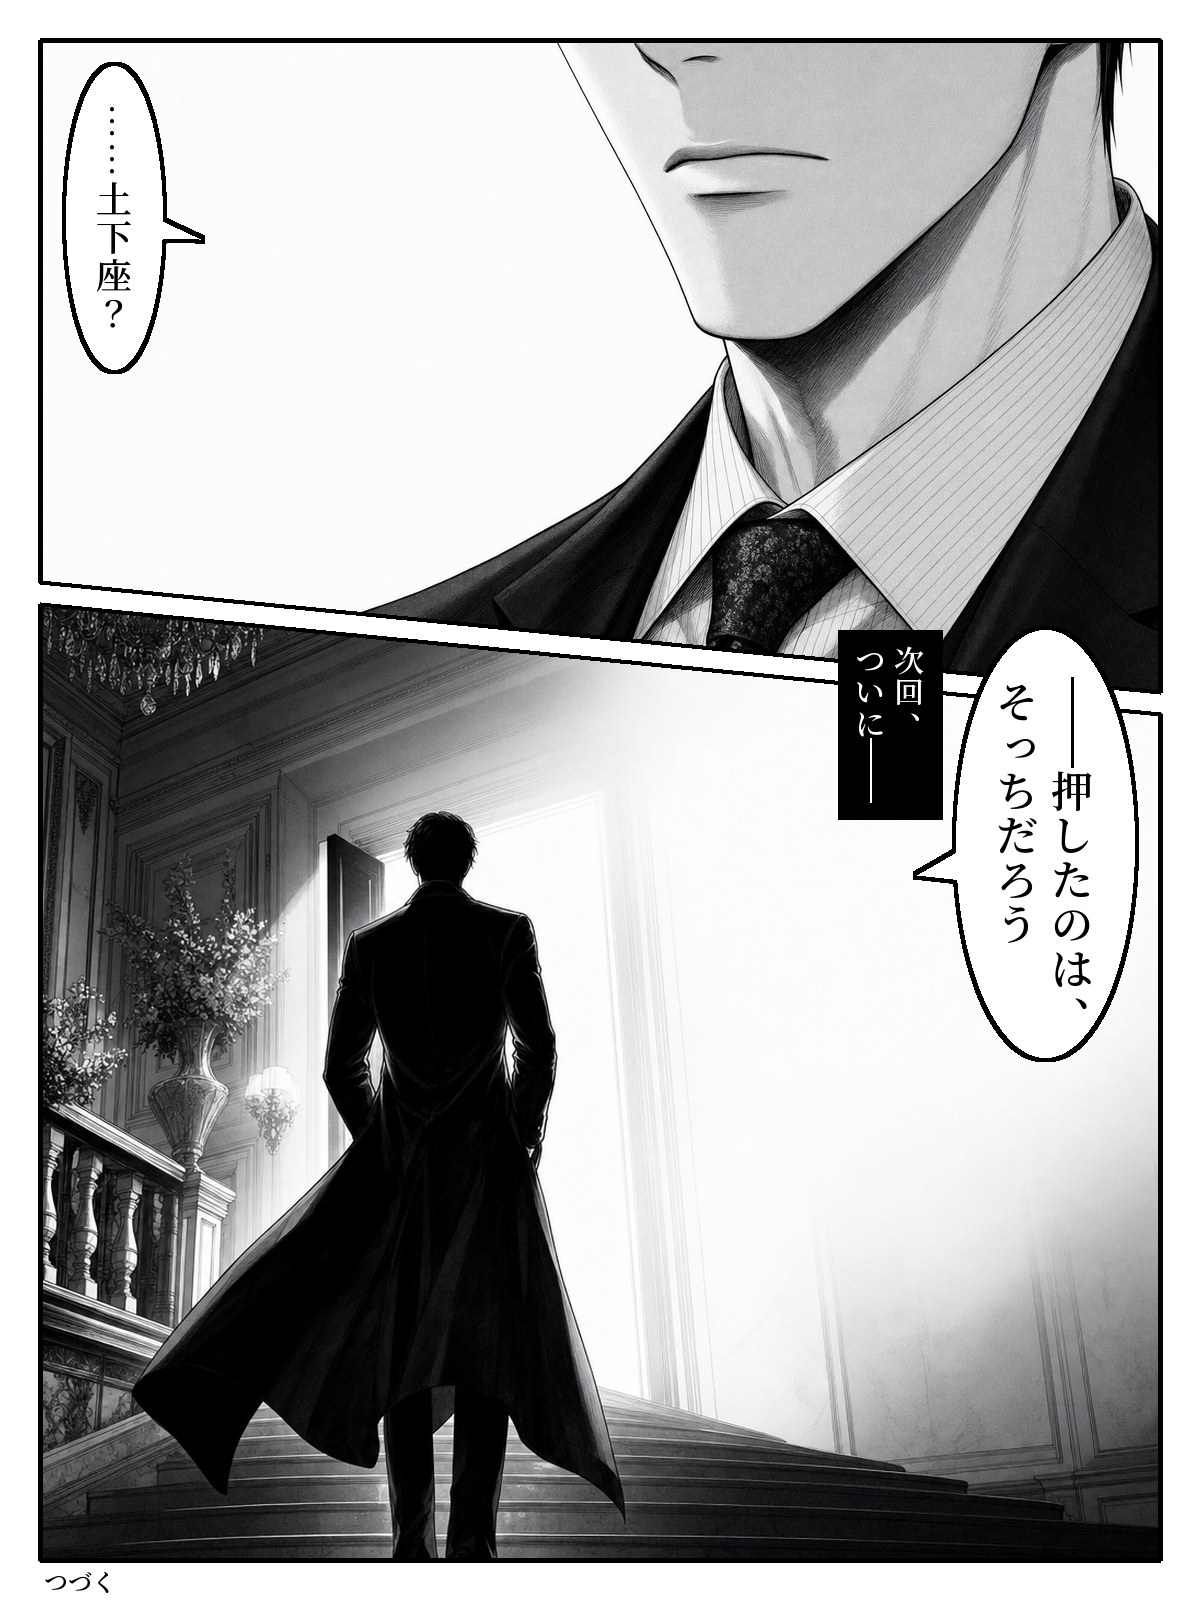 ……土下座？
――押したのは、
そっちだろう
次回、
ついに――
つづく